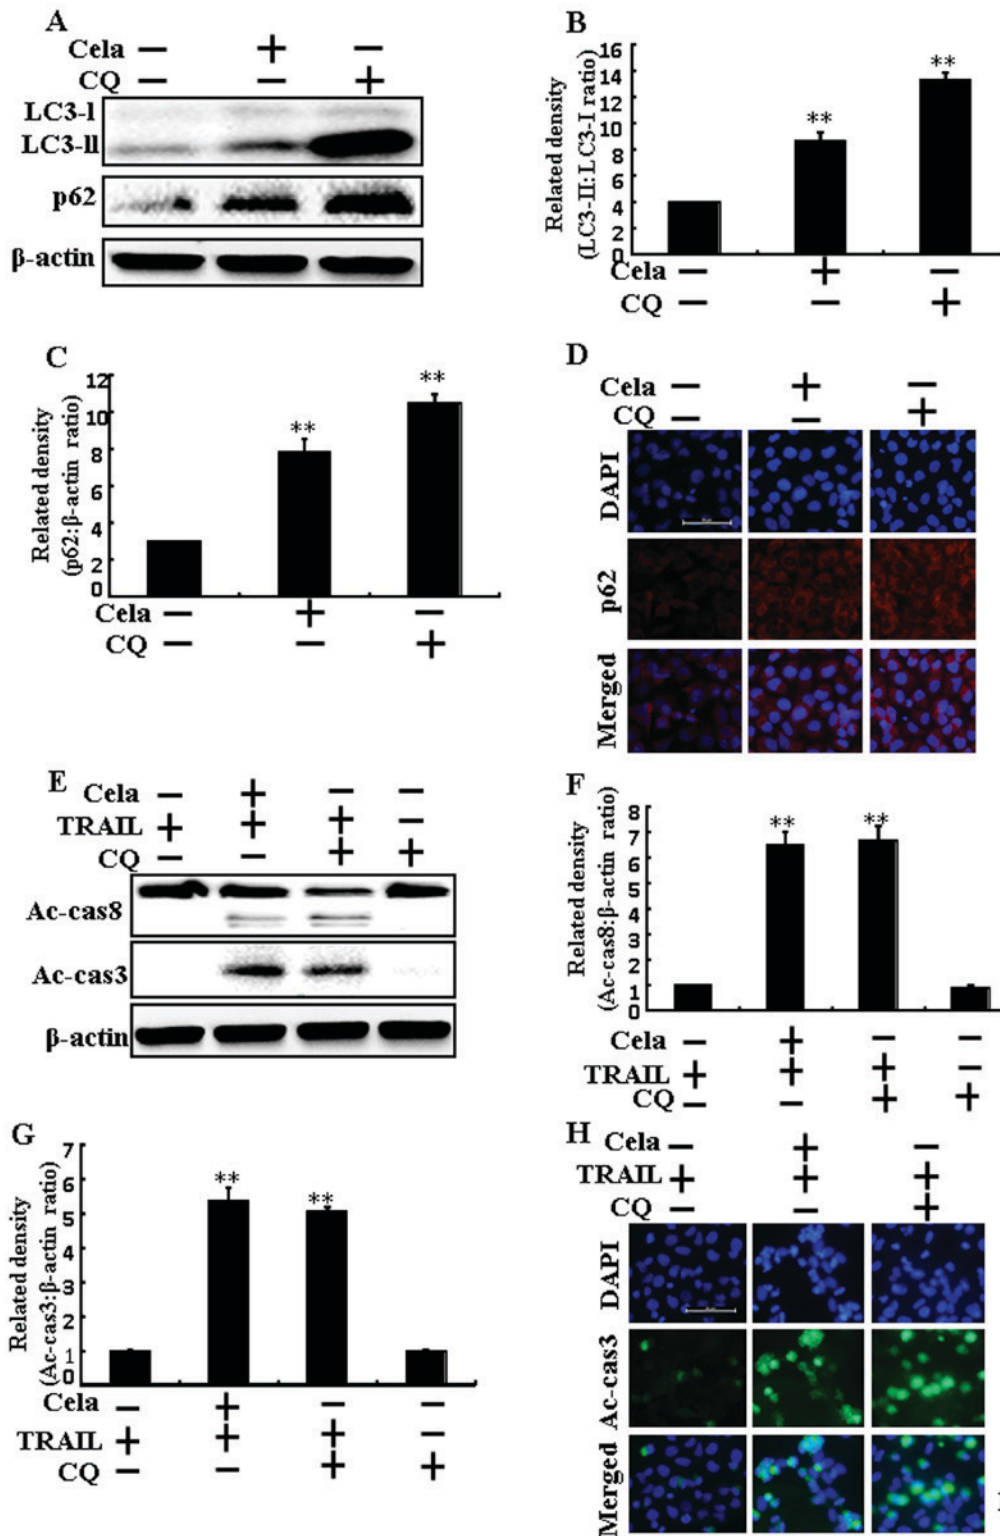 A
Cela − + −
CQ − − +
LC3-I
LC3-II
p62
β-actin
B
Related density
(LC3-II:LC3-I ratio)
16
14
12
10
8
6
4
2
0
**
**
Cela − + −
CQ − − +
C
Related density
(p62:β-actin ratio)
12
10
8
6
4
2
0
**
**
Cela − + −
CQ − − +
D
Cela − + −
CQ − − +
DAPI
p62
Merged
E
Cela − + − −
TRAIL + + + −
CQ − − + +
Ac-cas8
Ac-cas3
β-actin
F
Related density
(Ac-cas8:β-actin ratio)
8
7
6
5
4
3
2
1
0
**
**
Cela − + − −
TRAIL + + + −
CQ − − + +
G
Related density
(Ac-cas3:β-actin ratio)
7
6
5
4
3
2
1
0
**
**
Cela − + − −
TRAIL + + + −
CQ − − + +
H
Cela − + −
TRAIL + + +
CQ − − +
DAPI
Ac-cas3
Merged